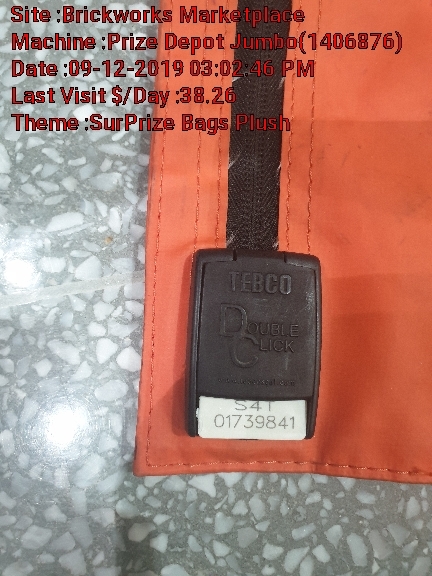 Site :Brickworks Marketplace
Machine :Prize Depot Jumbo(1406876)
Date :09-12-2019 03:02:46 PM
Last Visit $/Day :38.26
Theme :SurPrize Bags Plush
TEBCO
DOUBLE
CLICK
S4T
01739841